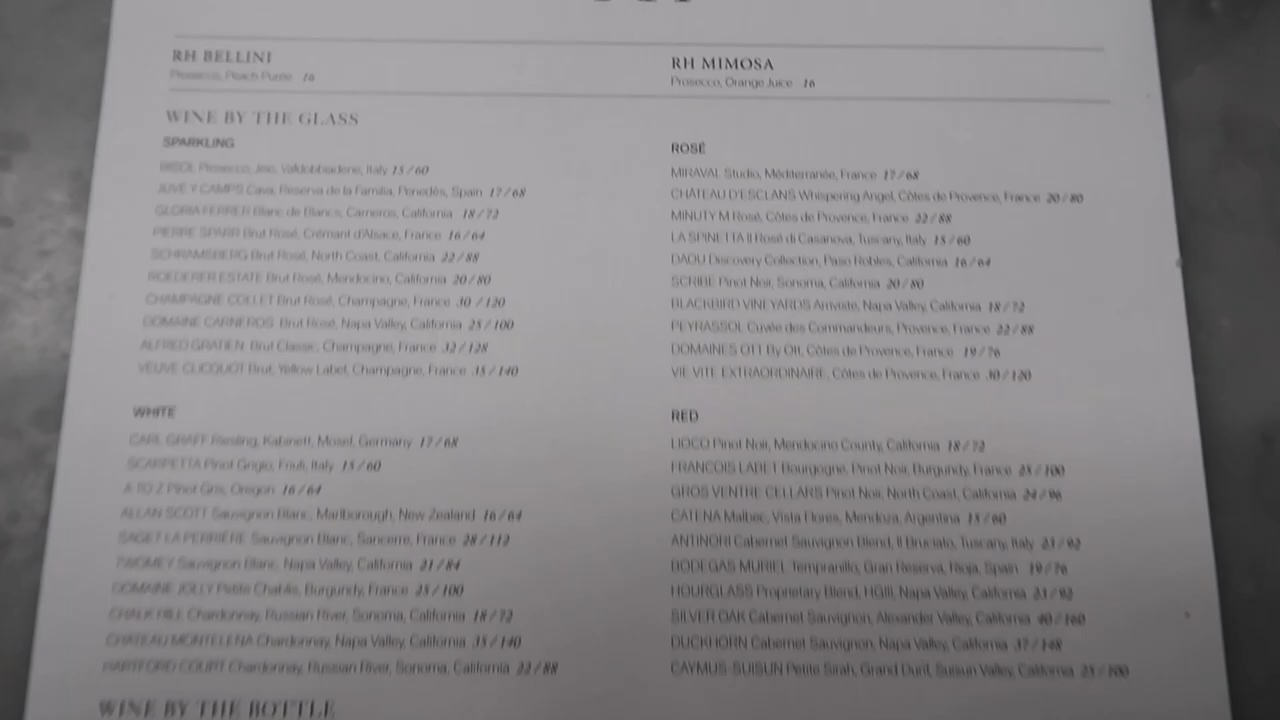 RH BELLINI
Prosecco, Peach Purée 16
RH MIMOSA
Prosecco, Orange Juice 16
WINE BY THE GLASS
SPARKLING
BISOL Prosecco, Jeio, Valdobbiadene, Italy 15/60
JUVÉ Y CAMPS Cava, Reserva de la Familia, Penedès, Spain 17/68
GLORIA FERRER Blanc de Blancs, Carneros, California 18/72
PIERRE SPARR Brut Rosé, Crémant d'Alsace, France 16/64
SCHRAMSBERG Brut Rosé, North Coast, California 22/88
ROEDERER ESTATE Brut Rosé, Mendocino, California 20/80
CHAMPAGNE COLLET Brut Rosé, Champagne, France 30/120
DOMAINE CARNEROS Brut Rosé, Napa Valley, California 25/100
ALFRED GRATIEN Brut Classic, Champagne, France 32/128
VEUVE CLICQUOT Brut, Yellow Label, Champagne, France 35/140
ROSÉ
MIRAVAL Studio, Méditerranée, France 17/68
CHÂTEAU D'ESCLANS Whispering Angel, Côtes de Provence, France 20/80
MINUTY M Rosé, Côtes de Provence, France 22/88
LA SPINETTA Il Rosé di Casanova, Tuscany, Italy 15/60
DAOU Discovery Collection, Paso Robles, California 16/64
SCRIBE Pinot Noir, Sonoma, California 20/80
BLACKBIRD VINEYARDS Arriviste, Napa Valley, California 18/72
PEYRASSOL Cuvée des Commandeurs, Provence, France 22/88
DOMAINES OTT By Ott, Côtes de Provence, France 19/76
VIE VITE EXTRAORDINAIRE, Côtes de Provence, France 30/120
WHITE
CARL GRAFF Riesling, Kabinett, Mosel, Germany 17/68
SCARPETTA Pinot Grigio, Friuli, Italy 15/60
A TO Z Pinot Gris, Oregon 16/64
ALLAN SCOTT Sauvignon Blanc, Marlborough, New Zealand 16/64
SAGET LA PERRIÈRE Sauvignon Blanc, Sancerre, France 28/112
TWOMEY Sauvignon Blanc, Napa Valley, California 21/84
DOMAINE JOLLY Petite Chablis, Burgundy, France 25/100
CHALK HILL Chardonnay, Russian River, Sonoma, California 18/72
CHATEAU MONTELENA Chardonnay, Napa Valley, California 35/140
HARTFORD COURT Chardonnay, Russian River, Sonoma, California 22/88
RED
LIOCO Pinot Noir, Mendocino County, California 18/72
FRANCOIS LABET Bourgogne, Pinot Noir, Burgundy, France 25/100
GROS VENTRE CELLARS Pinot Noir, North Coast, California 24/96
CATENA Malbec, Vista Flores, Mendoza, Argentina 15/60
ANTINORI Cabernet Sauvignon Blend, Il Bruciato, Tuscany, Italy 23/92
BODEGAS MURIEL Tempranillo, Gran Reserva, Rioja, Spain 19/76
HOURGLASS Proprietary Blend, HGIII, Napa Valley, California 23/92
SILVER OAK Cabernet Sauvignon, Alexander Valley, California 40/160
DUCKHORN Cabernet Sauvignon, Napa Valley, California 37/148
CAYMUS-SUISUN Petite Sirah, Grand Durif, Suisun Valley, California 25/100
WINE BY THE BOTTLE